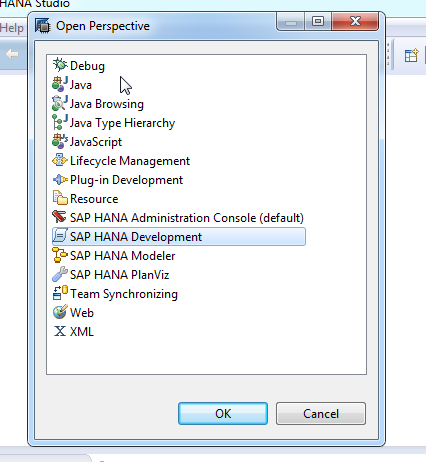 HANA Studio
Help
Open Perspective
Debug
Java
Java Browsing
Java Type Hierarchy
JavaScript
Lifecycle Management
Plug-in Development
Resource
SAP HANA Administration Console (default)
SAP HANA Development
SAP HANA Modeler
SAP HANA PlanViz
Team Synchronizing
Web
XML
OK
Cancel